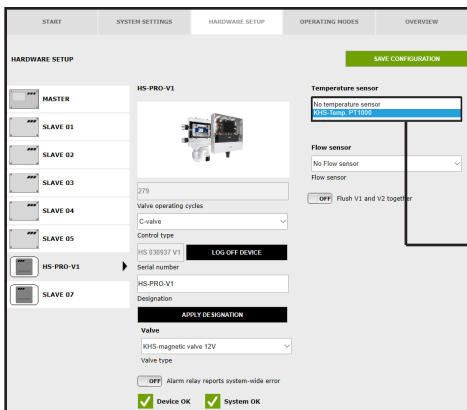 START
SYSTEM SETTINGS
HARDWARE SETUP
OPERATING MODES
OVERVIEW
HARDWARE SETUP
SAVE CONFIGURATION
MASTER
SLAVE 01
SLAVE 02
SLAVE 03
SLAVE 04
SLAVE 05
HS-PRO-V1
SLAVE 07
HS-PRO-V1
279
Valve operating cycles
C-valve
Control type
HS 030937 V1
LOG OFF DEVICE
Serial number
HS-PRO-V1
Designation
APPLY DESIGNATION
Valve
KHS-magnetic valve 12V
Valve type
OFF Alarm relay reports system-wide error
Device OK
System OK
Temperature sensor
No temperature sensor
KHS-Temp. PT1000
Flow sensor
No Flow sensor
Flow sensor
OFF Flush V1 and V2 together